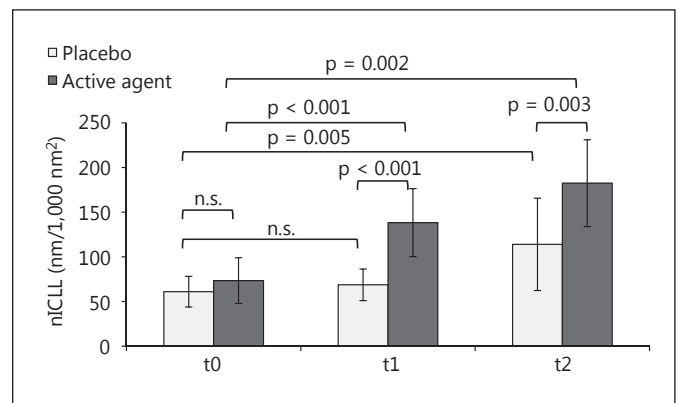 Placebo
Active agent
p = 0.002
p < 0.001
p = 0.003
p = 0.005
p < 0.001
n.s.
n.s.
nICLL (nm/1,000 nm²)
250
200
150
100
50
0
t0 t1 t2